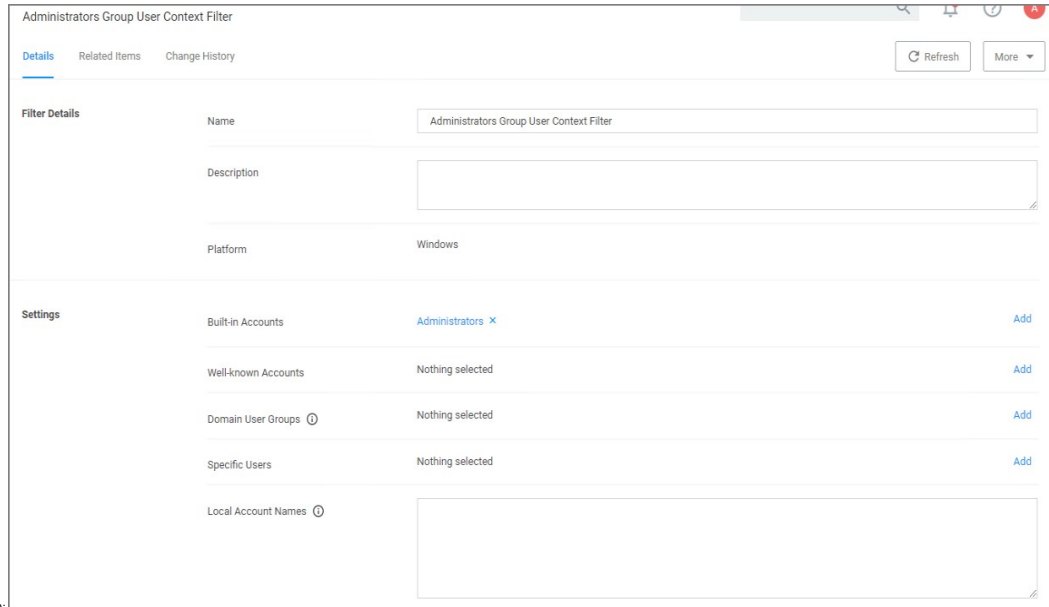 Administrators Group User Context Filter
A
Details Related Items Change History
Refresh More
Filter Details
Name Administrators Group User Context Filter
Description
Platform Windows
Settings
Built-in Accounts Administrators × Add
Well-known Accounts Nothing selected Add
Domain User Groups Nothing selected Add
Specific Users Nothing selected Add
Local Account Names